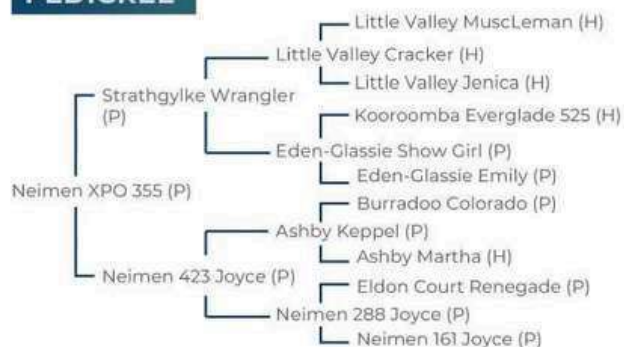 PEDIGREE
Little Valley MuscLeman (H)
Little Valley Cracker (H)
Little Valley Jenica (H)
Strathgylke Wrangler
(P)
Kooroomba Everglade 525 (H)
Eden-Glassie Show Girl (P)
Eden-Glassie Emily (P)
Neimen XPO 355 (P)
Burradoo Colorado (P)
Ashby Keppel (P)
Ashby Martha (H)
Neimen 423 Joyce (P)
Eldon Court Renegade (P)
Neimen 288 Joyce (P)
Neimen 161 Joyce (P)